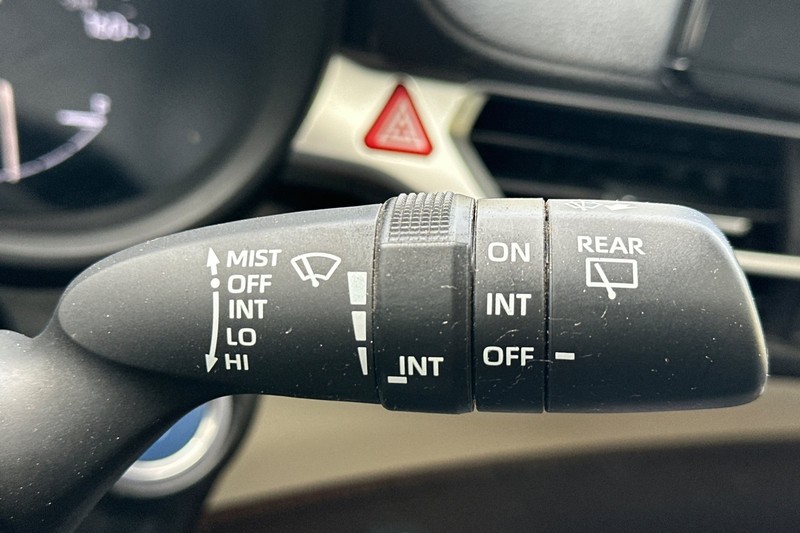 MIST
OFF
INT
LO
HI
INT
ON
INT
OFF
REAR